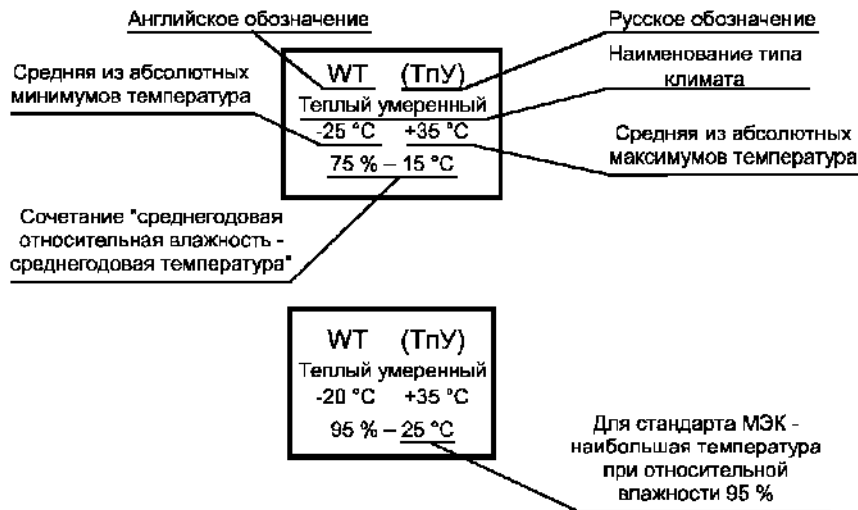 Английское обозначение
Русское обозначение
Средняя из абсолютных
минимумов температура
WT (ТпУ)
Теплый умеренный
-25 °С +35 °С
75 % – 15 °С
Наименование типа
климата
Средняя из абсолютных
максимумов температура
Сочетание "среднегодовая
относительная влажность -
среднегодовая температура"
WT (ТпУ)
Теплый умеренный
-20 °С +35 °С
95 % – 25 °С
Для стандарта МЭК -
наибольшая температура
при относительной
влажности 95 %